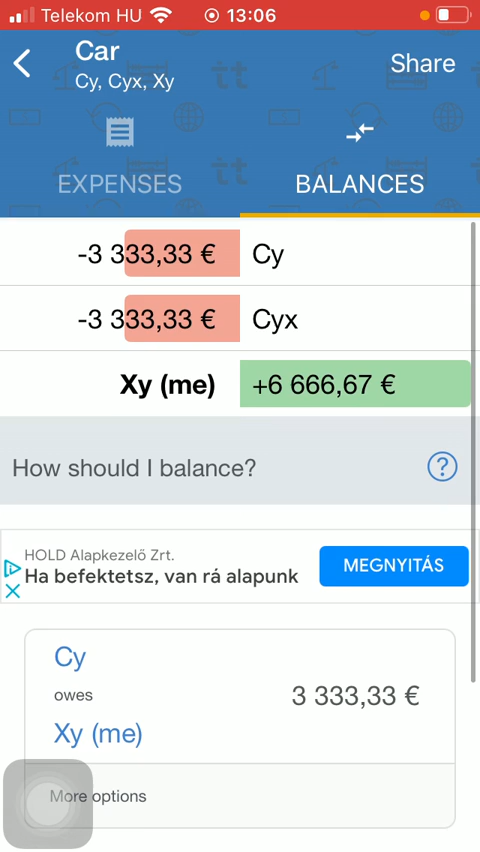 Telekom HU 13:06
Car
Cy, Cyx, Xy
Share
EXPENSES BALANCES
-3 333,33 € Cy
-3 333,33 € Cyx
Xy (me) +6 666,67 €
How should I balance? ?
HOLD Alapkezelő Zrt.
Ha befektetsz, van rá alapunk
MEGNYITÁS
Cy
owes
3 333,33 €
Xy (me)
More options